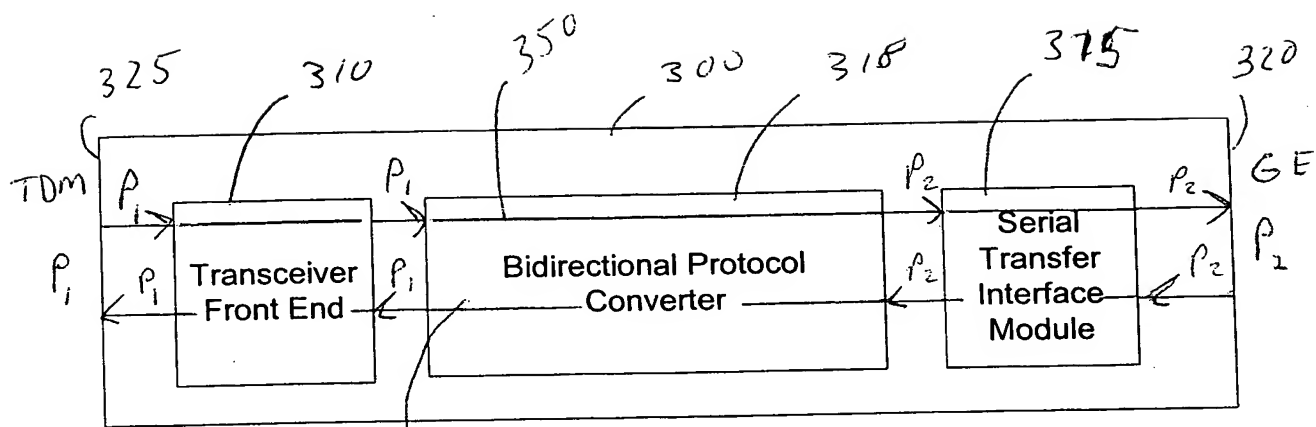 325 310 350 300 318 375 320
TDM P1 P1 P2 P2 GE
Transceiver
Front End
Bidirectional Protocol
Converter
Serial
Transfer
Interface
Module
P1 P1 P1 P2 P2 P2